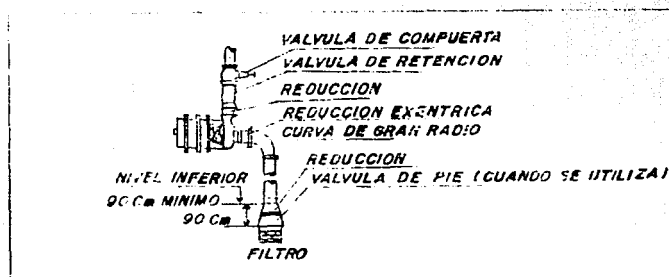 VALVULA DE COMPUERTA
VALVULA DE RETENCION
REDUCCION
REDUCCION EXENTRICA
CURVA DE GRAN RADIO
REDUCCION
NIVEL INFERIOR
VALVULA DE PIE (CUANDO SE UTILIZA)
90 Cm MINIMO
90 Cm
FILTRO